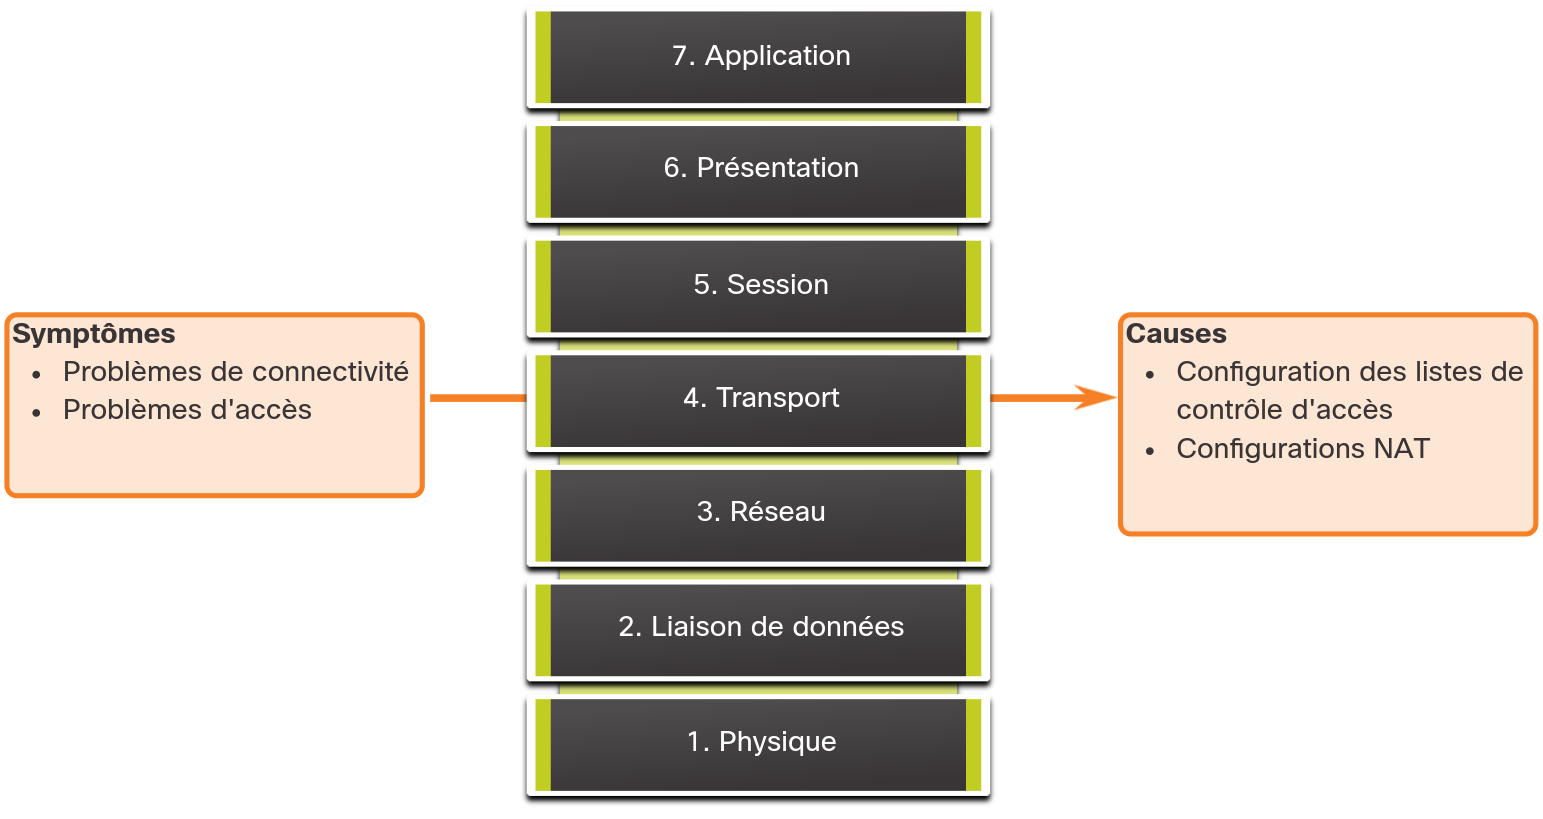 7. Application
6. Présentation
5. Session
Symptômes
• Problèmes de connectivité
• Problèmes d'accès
4. Transport
Causes
• Configuration des listes de
contrôle d'accès
• Configurations NAT
3. Réseau
2. Liaison de données
1. Physique